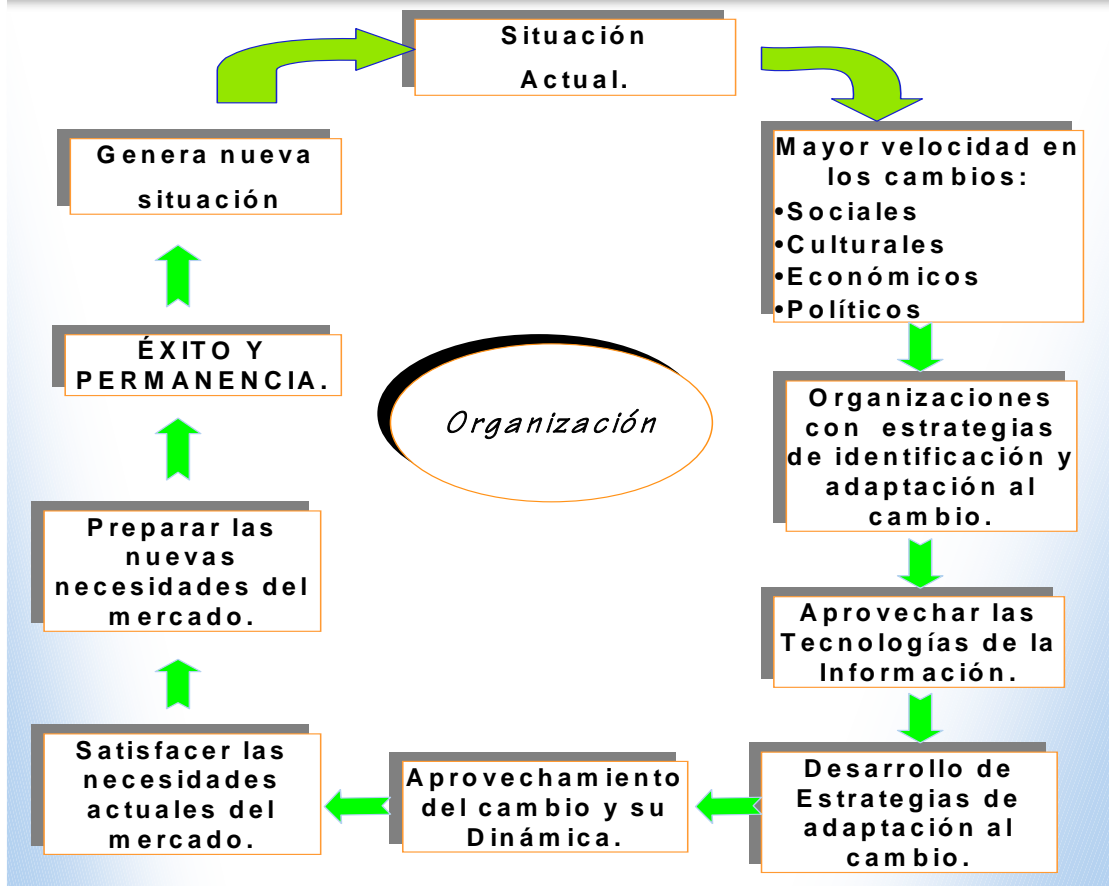 Situación
Actual.
Mayor velocidad en
los cambios:
•Sociales
•Culturales
•Económicos
•Políticos
Organizaciones
con estrategias
de identificación y
adaptación al
cambio.
Aprovechar las
Tecnologías de la
Información.
Desarrollo de
Estrategias de
adaptación al
cambio.
Aprovechamiento
del cambio y su
Dinámica.
Satisfacer las
necesidades
actuales del
mercado.
Preparar las
nuevas
necesidades del
mercado.
ÉXITO Y
PERMANENCIA.
Genera nueva
situación
Organización